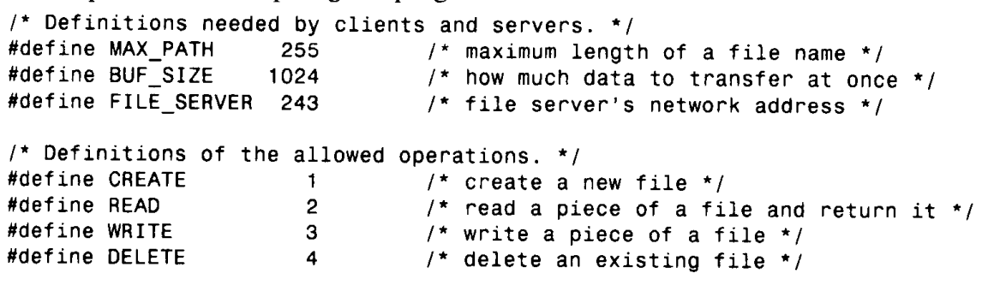 /* Definitions needed by clients and servers. */
#define MAX_PATH 255 /* maximum length of a file name */
#define BUF_SIZE 1024 /* how much data to transfer at once */
#define FILE_SERVER 243 /* file server's network address */
/* Definitions of the allowed operations. */
#define CREATE 1 /* create a new file */
#define READ 2 /* read a piece of a file and return it */
#define WRITE 3 /* write a piece of a file */
#define DELETE 4 /* delete an existing file */